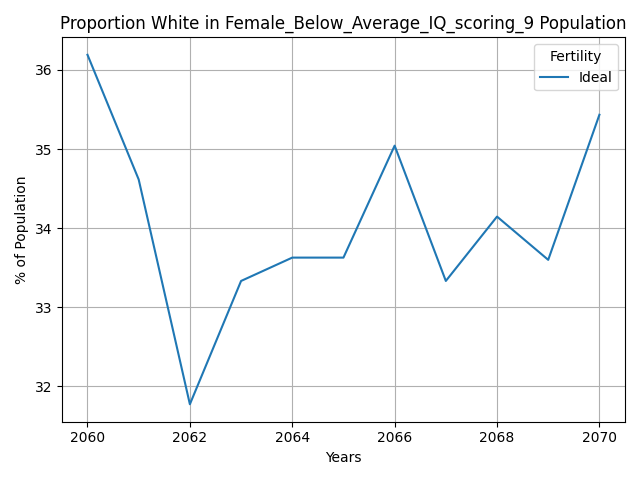 Proportion White in Female_Below_Average_IQ_scoring_9 Population
Fertility
Ideal
36
35
34
33
32
% of Population
2060
2062
2064
2066
2068
2070
Years